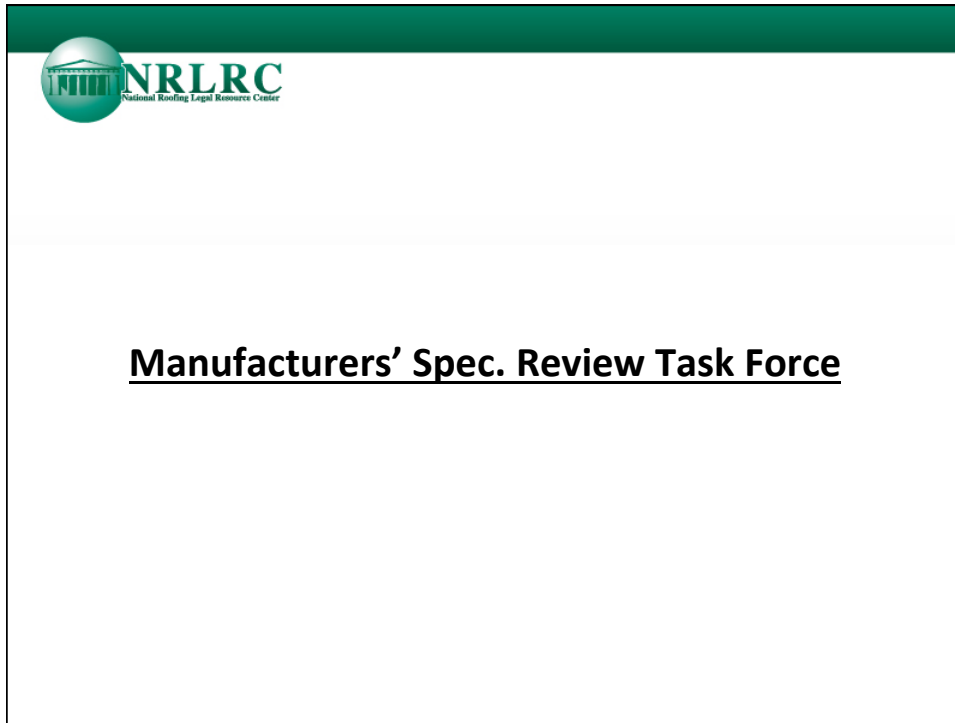 NRLRC
National Roofing Legal Resource Center
Manufacturers’ Spec. Review Task Force